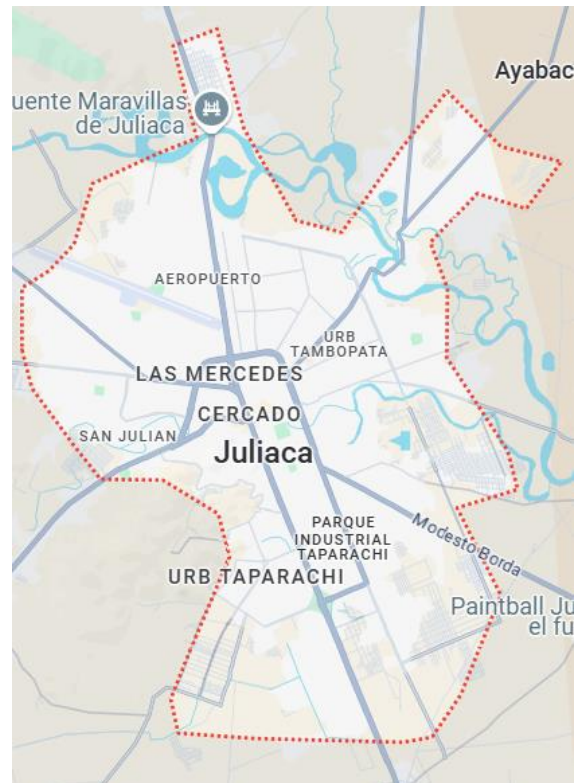 Ayabac
uente Maravillas
de Juliaca
AEROPUERTO
URB
TAMBOPATA
LAS MERCEDES
CERCADO
SAN JULIAN
Juliaca
PARQUE
INDUSTRIAL
TAPARACHI
Modesto Borda
URB TAPARACHI
Paintball Ju
el fu